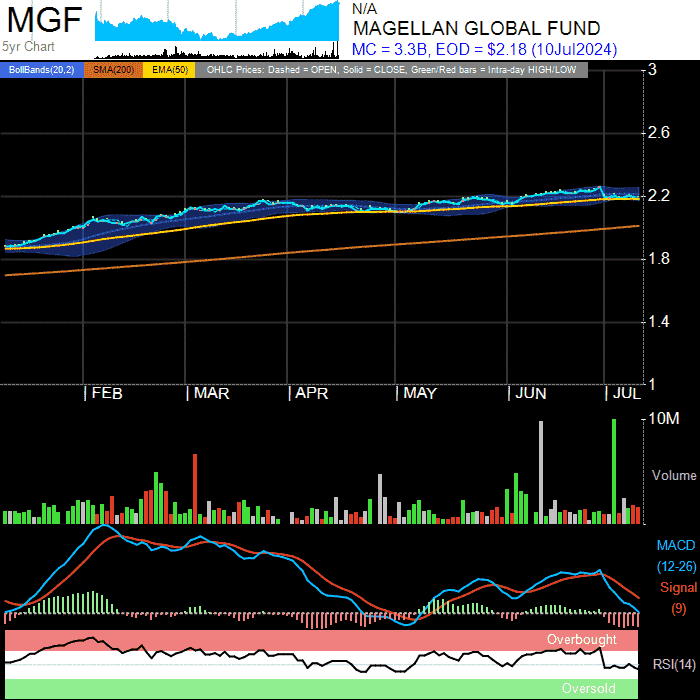 MGF
5yr Chart
N/A
MAGELLAN GLOBAL FUND
MC = 3.3B, EOD = $2.18 (10Jul2024)
BollBands(20,2) SMA(200) EMA(50) OHLC Prices: Dashed = OPEN, Solid = CLOSE, Green/Red bars = Intra-day HIGH/LOW
3
2.6
2.2
1.8
1.4
1
| FEB | MAR | APR | MAY | JUN | JUL
10M
Volume
MACD
(12-26)
Signal
(9)
Overbought
RSI(14)
Oversold